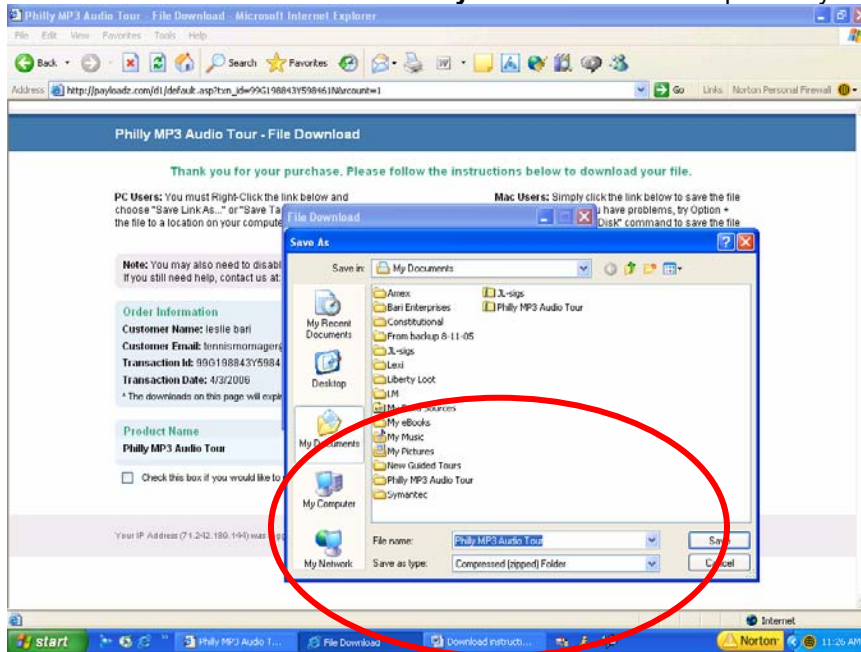 Philly MP3 Audio Tour - File Download - Microsoft Internet Explorer
File Edit View Favorites Tools Help
Back Search Favorites
Address http://payloadz.com/d1/default.asp? Go Links Norton Personal Firewall
Philly MP3 Audio Tour - File Download
Thank you for your purchase. Please follow the instructions below to download your file.
PC Users: You must Right-Click the link below and
choose "Save Link As..." or "Save Ta
the file to a location on your compute
Mac Users: Simply click the link below to save the file
have problems, try Option +
Disk" command to save the file
Note: You may also need to disabl
If you still need help, contact us at
Order Information
Customer Name: leslie bari
Customer Email: tennismomager
Transaction Id: 99G198843Y5984
Transaction Date: 4/3/2006
* The downloads on this page will expi
Product Name
Philly MP3 Audio Tour
Check this box if you would like to
Your IP Address (71.242.180.144) was
File Download
Save As
Save in: My Documents
My Recent Documents
Desktop
My Documents
My Computer
My Network
Amex
Bari Enterprises
Constitutional
From backup 8-11-05
JL-sigs
Lexi
Liberty Loot
LM
My Sources
My eBooks
My Music
My Pictures
New Guided Tours
Philly MP3 Audio Tour
Symantec
JL-sigs
Philly MP3 Audio Tour
File name: Philly MP3 Audio Tour Save
Save as type: Compressed (zipped) Folder Cancel
Internet
start Philly MP3 Audio T... File Download Download instructi... Norton 11:26 AM